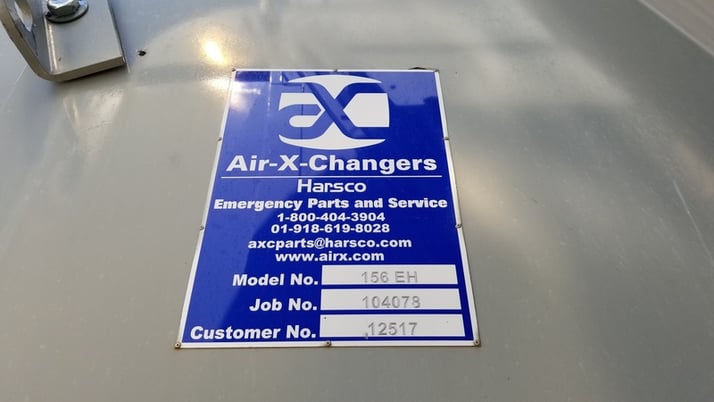 aX
Air-X-Changers
Harsco
Emergency Parts and Service
1-800-404-3904
01-918-619-8028
axcparts@harsco.com
www.airx.com
Model No. 156 EH
Job No. 104078
Customer No. 12517